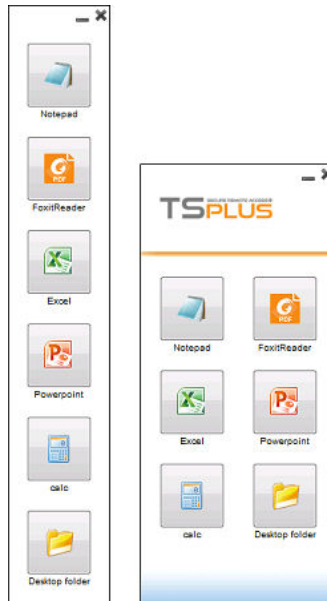 Notepad
FoxitReader
Excel
Powerpoint
calc
Desktop folder
TSPLUS
Notepad
FoxitReader
Excel
Powerpoint
calc
Desktop folder